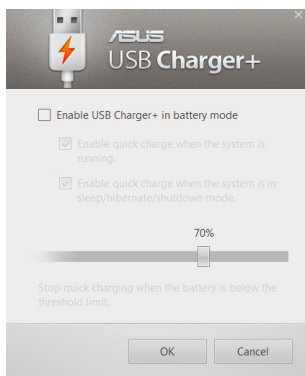 ASUS
USB Charger+
Enable USB Charger+ in battery mode
Enable quick charge when the system is
running.
Enable quick charge when the system is in
sleep/hibernate/shutdown mode.
70%
Stop quick charging when the battery is below the
threshold limit.
OK
Cancel